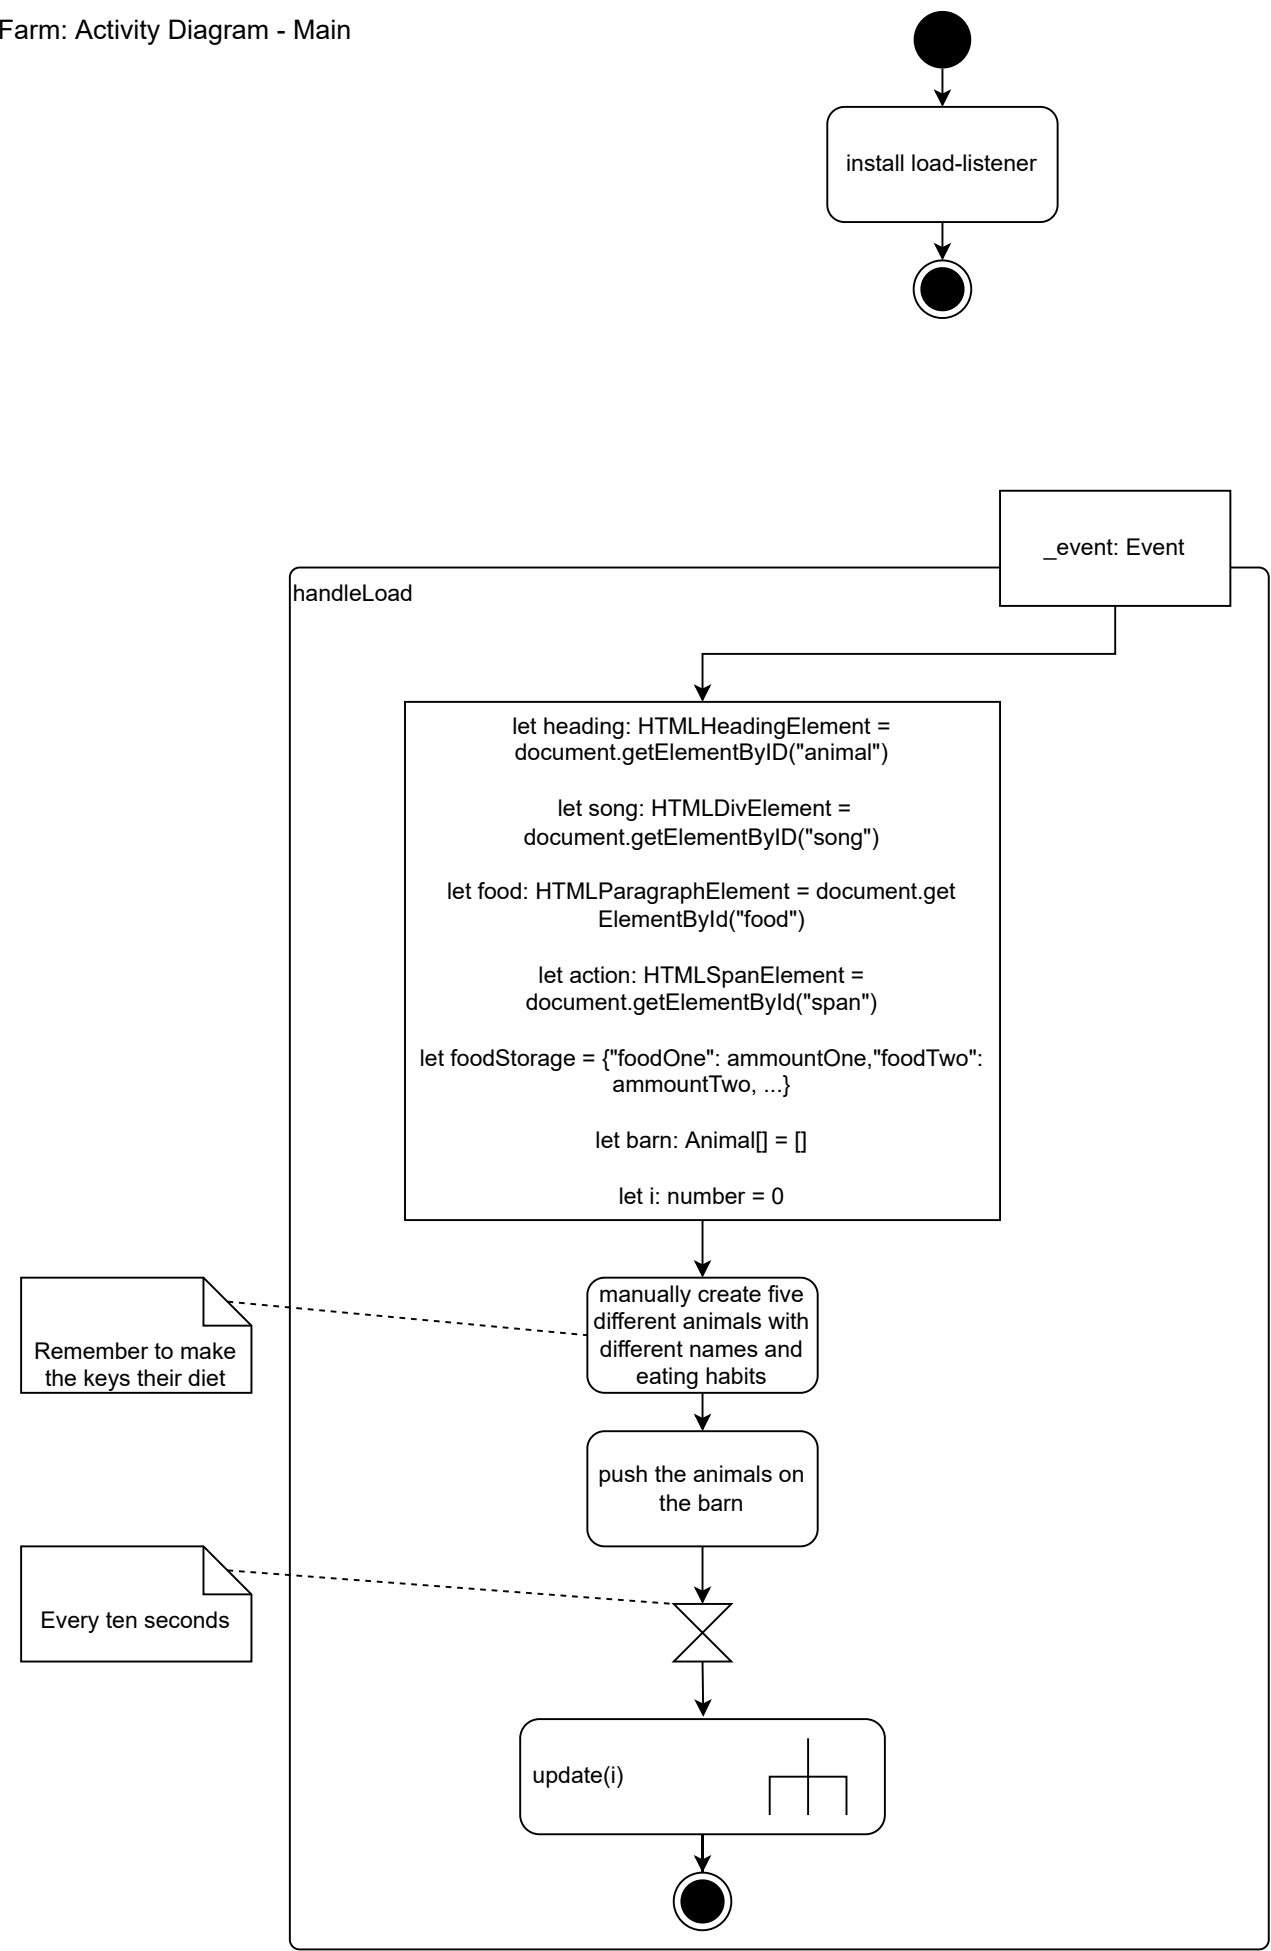 Farm: Activity Diagram - Main
install load-listener
_event: Event
handleLoad
let heading: HTMLHeadingElement =
document.getElementByID("animal")
let song: HTMLDivElement =
document.getElementByID("song")
let food: HTMLParagraphElement = document.get
ElementById("food")
let action: HTMLSpanElement =
document.getElementById("span")
let foodStorage = {"foodOne": ammountOne,"foodTwo":
ammountTwo, ...}
let barn: Animal[] = []
let i: number = 0
manually create five
different animals with
different names and
eating habits
Remember to make
the keys their diet
push the animals on
the barn
Every ten seconds
update(i)